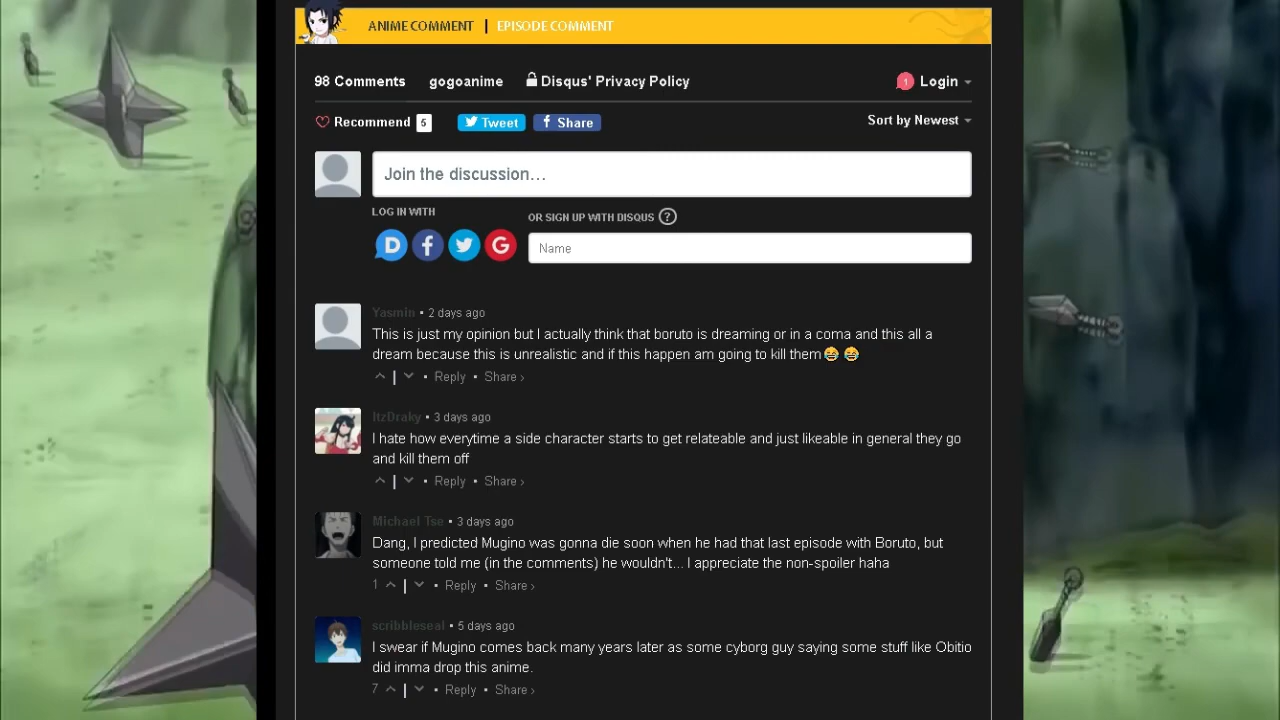 ANIME COMMENT | EPISODE COMMENT
98 Comments gogoanime Disqus' Privacy Policy 1 Login
Recommend 5 Tweet f Share Sort by Newest
Join the discussion...
LOG IN WITH
OR SIGN UP WITH DISQUS ?
D f G
Name
Yasmin • 2 days ago
This is just my opinion but I actually think that boruto is dreaming or in a coma and this all a
dream because this is unrealistic and if this happen am going to kill them😂 😂
| • Reply • Share ›
ItzDraky • 3 days ago
I hate how everytime a side character starts to get relateable and just likeable in general they go
and kill them off
| • Reply • Share ›
Michael Tse • 3 days ago
Dang, I predicted Mugino was gonna die soon when he had that last episode with Boruto, but
someone told me (in the comments) he wouldn't... I appreciate the non-spoiler haha
1 | • Reply • Share ›
scribbleseal • 5 days ago
I swear if Mugino comes back many years later as some cyborg guy saying some stuff like Obitio
did imma drop this anime.
7 | • Reply • Share ›